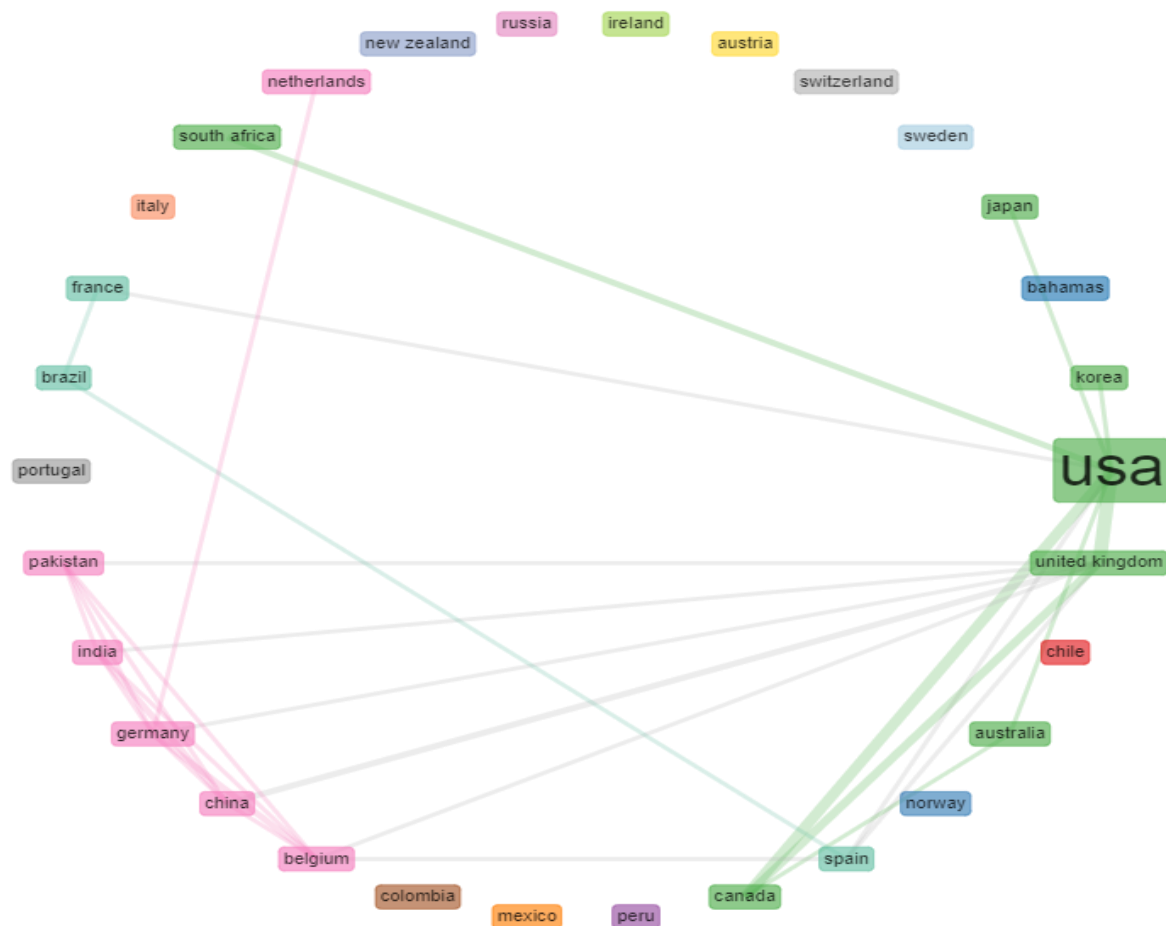 russia
ireland
new zealand
austria
netherlands
switzerland
south africa
sweden
italy
japan
france
bahamas
brazil
korea
portugal
usa
pakistan
united kingdom
india
chile
germany
australia
china
norway
belgium
spain
colombia
canada
mexico
peru